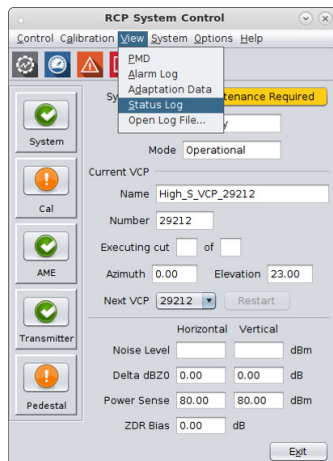 RCP System Control
Control Calibration View System Options Help
PMD
Alarm Log
Adaptation Data
Status Log
Open Log File...
Sy
tenance Required
y
System
Mode Operational
Current VCP
Name High_S_VCP_29212
Cal
Number 29212
Executing cut of
AME
Azimuth 0.00 Elevation 23.00
Next VCP 29212 Restart
Transmitter
Horizontal Vertical
Noise Level dBm
Delta dBZ0 0.00 0.00 dB
Pedestal
Power Sense 80.00 80.00 dBm
ZDR Bias 0.00 dB
Exit